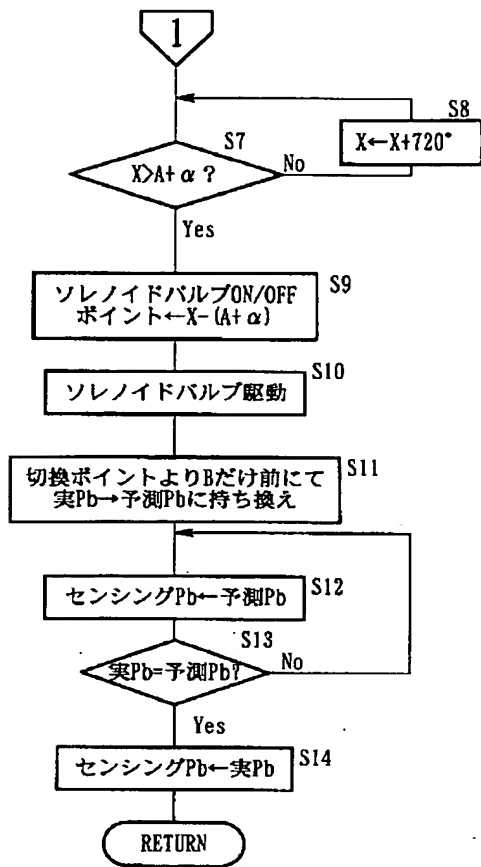 1
S8
X←X+720°
S7
X>A+α?
No
Yes
ソレノイドバルブON/OFF
ポイント←X-(A+α)
S9
ソレノイドバルブ駆動
S10
切換ポイントよりBだけ前にて
実Pb→予測Pbに持ち換え
S11
センシングPb←予測Pb
S12
S13
実Pb=予測Pb?
No
Yes
センシングPb←実Pb
S14
RETURN